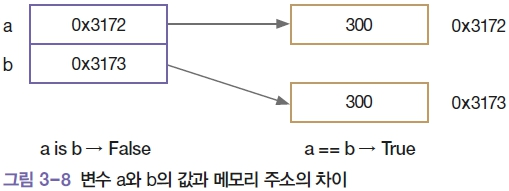 a 0x3172 300 0x3172
b 0x3173
300 0x3173
a is b → False a == b → True
그림 3-8 변수 a와 b의 값과 메모리 주소의 차이